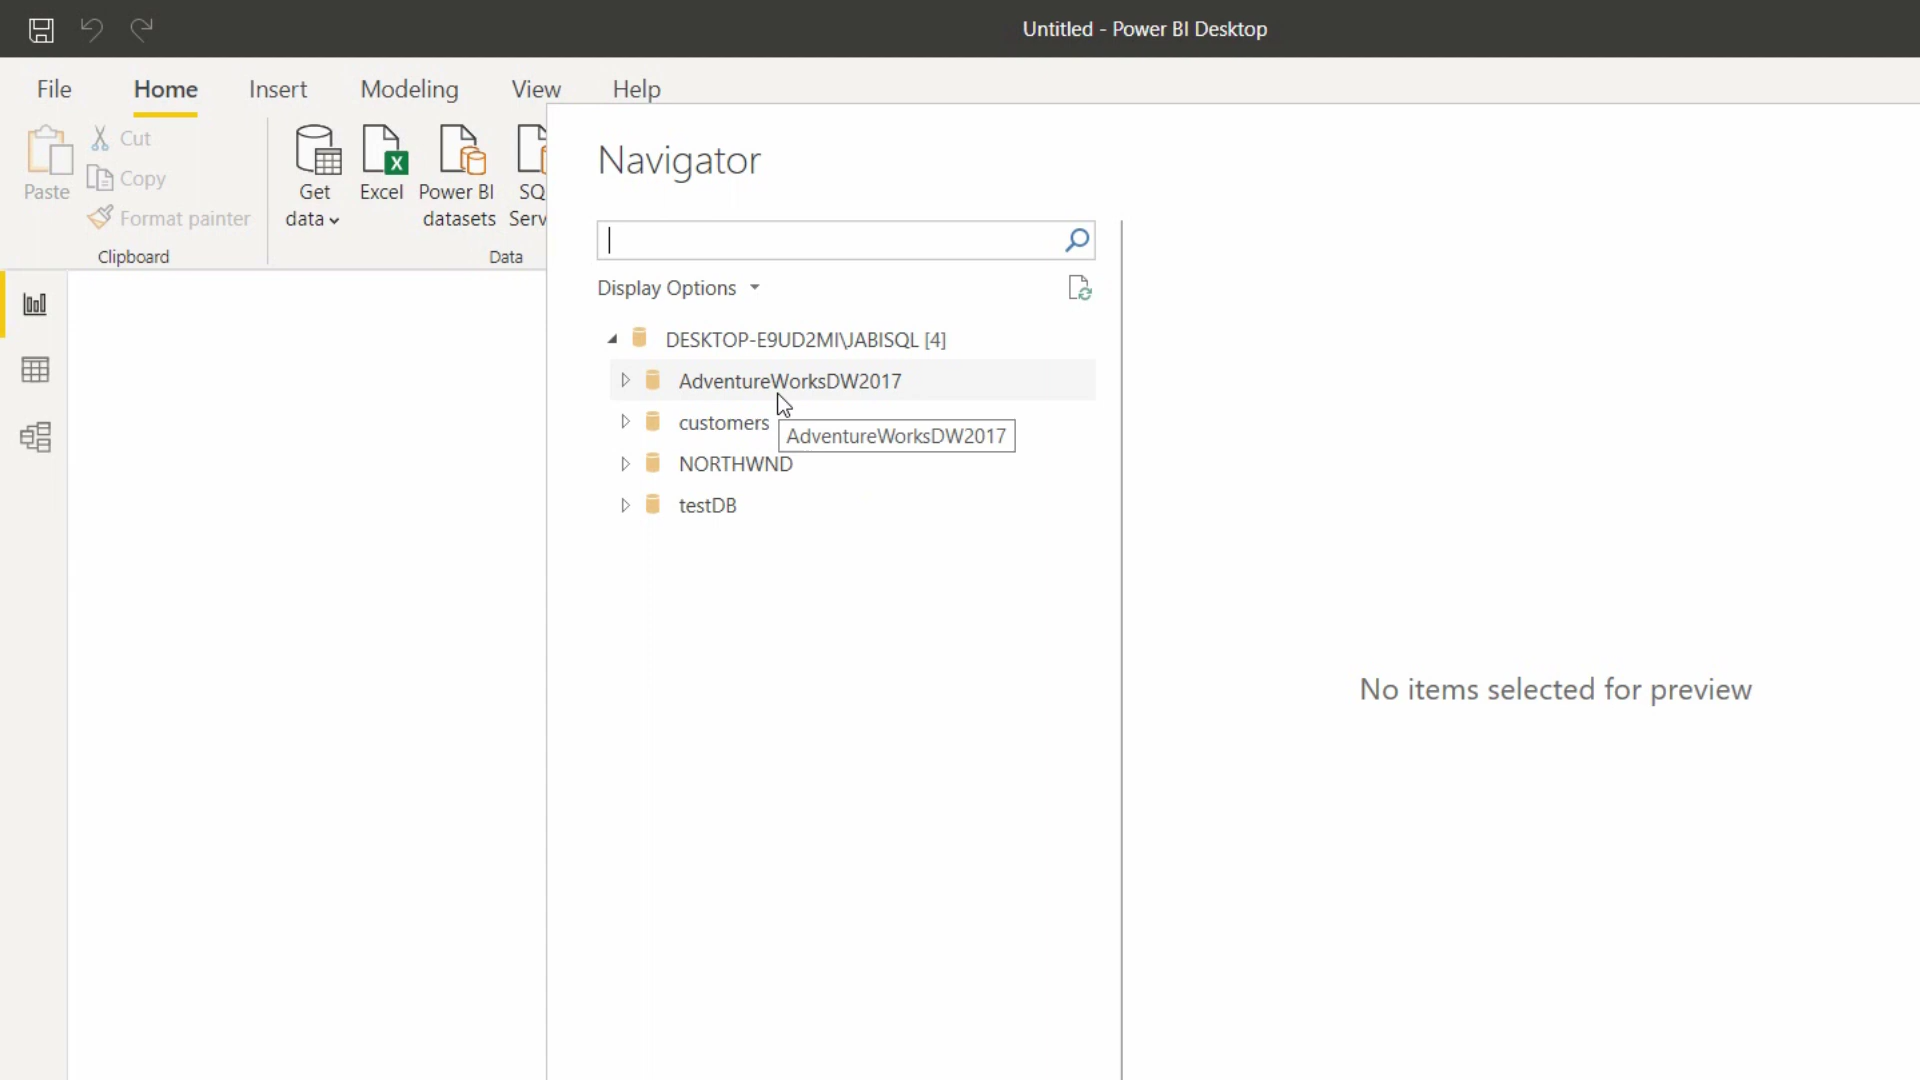 Untitled - Power BI Desktop
File Home Insert Modeling View Help
Paste
Cut
Copy
Format painter
Clipboard
Get data
Excel
Power BI datasets
Data
Navigator
Display Options
DESKTOP-E9UD2MI\JABISQL [4]
AdventureWorksDW2017
customers
AdventureWorksDW2017
NORTHWND
testDB
No items selected for preview